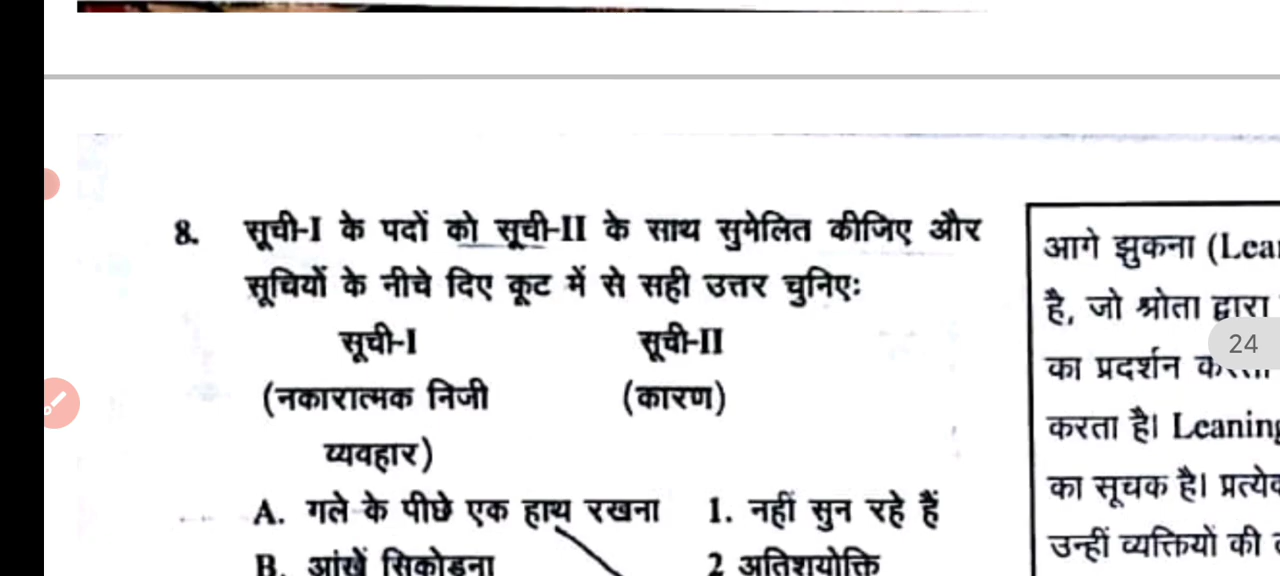 8. सूची-I के पदों को सूची-II के साथ सुमेलित कीजिए और
सूचियों के नीचे दिए कूट में से सही उत्तर चुनिए:
सूची-I सूची-II
(नकारात्मक निजी (कारण)
व्यवहार)
A. गले के पीछे एक हाथ रखना 1. नहीं सुन रहे हैं
B. आंखें सिकोड़ना 2 अतिशयोक्ति
आगे झुकना (Lea
है, जो श्रोता द्वारा
24
का प्रदर्शन
करता है। Leaning
का सूचक है। प्रत्येक
उन्हीं व्यक्तियों की